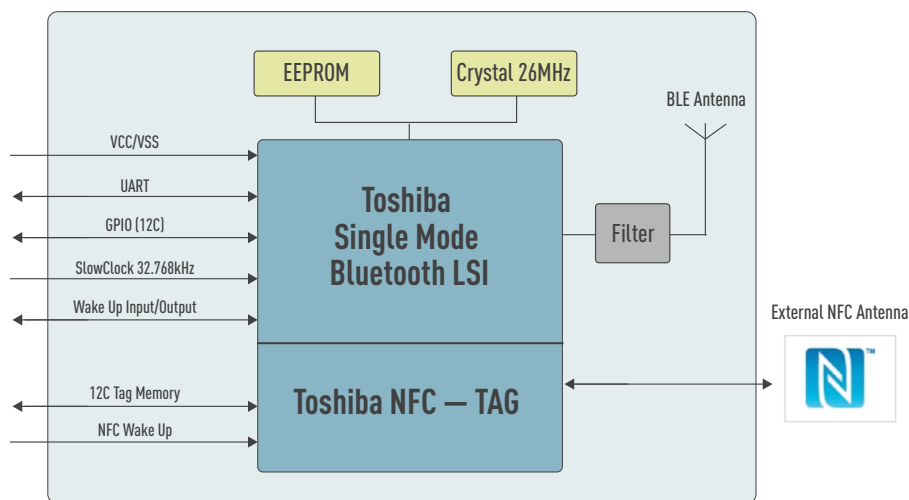 EEPROM
Crystal 26MHz
BLE Antenna
VCC/VSS
UART
GPIO (12C)
SlowClock 32.768kHz
Wake Up Input/Output
Toshiba
Single Mode
Bluetooth LSI
Filter
External NFC Antenna
12C Tag Memory
NFC Wake Up
Toshiba NFC — TAG
N™